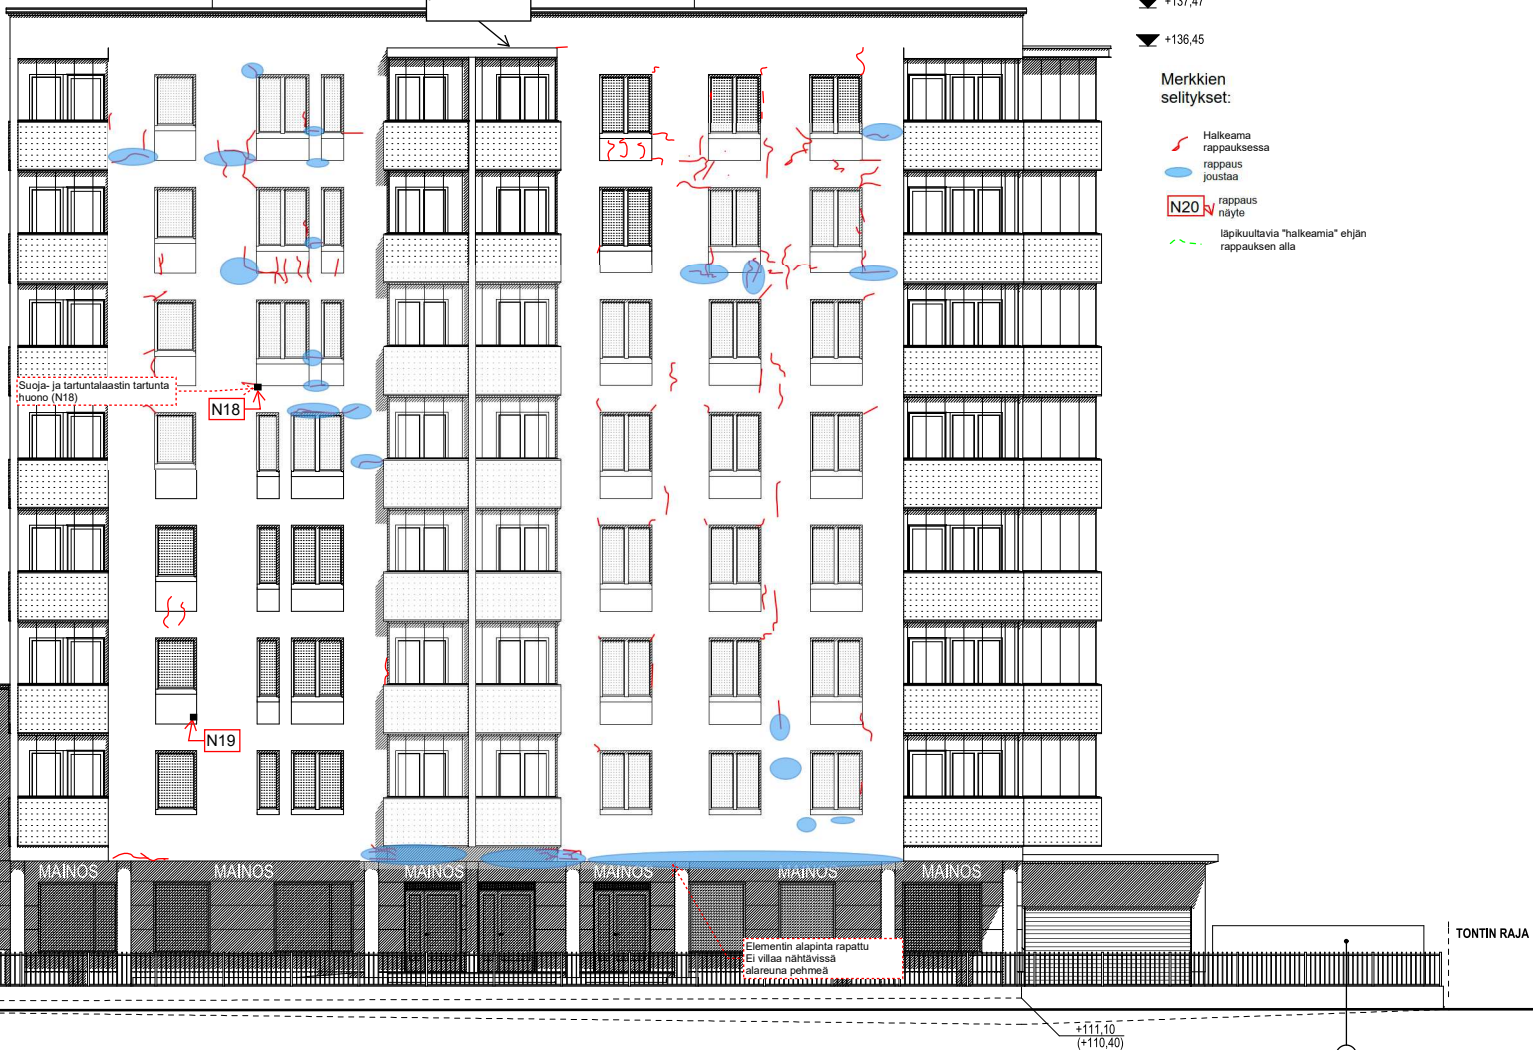 +137,47
+136,45
Merkkien
selitykset:
Halkeama
rappauksessa
rappaus
joustaa
N20
rappaus
näyte
läpikuultavia "halkeamia" ehjän
rappauksen alla
Suoja- ja tartuntalaastin tartunta
huono (N18)
N18
N19
MAINOS MAINOS MAINOS MAINOS MAINOS MAINOS
Elementin alapinta rapattu
Ei villaa nähtävissä
alareuna pehmeä
TONTIN RAJA
+111,10
(+110,40)